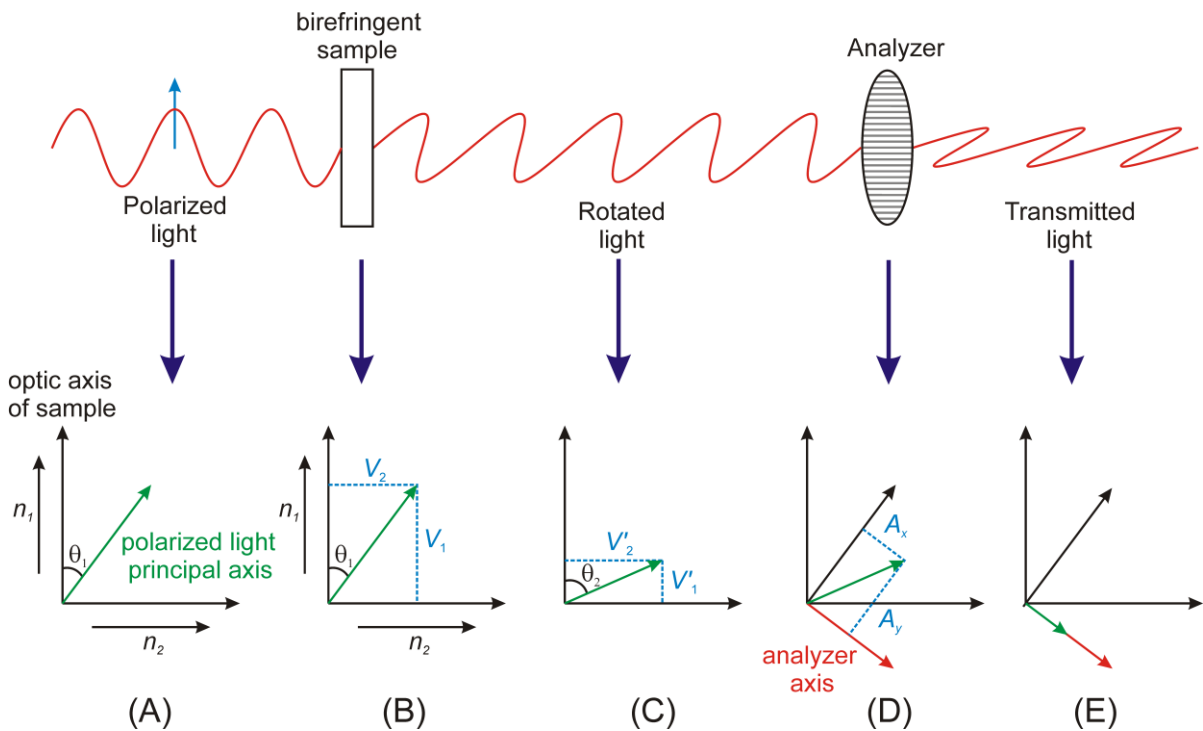 birefringent
sample
Analyzer
Polarized
light
Rotated
light
Transmitted
light
optic axis
of sample
n1
θ1
polarized light
principal axis
n2
V2
n1
θ1
V1
n2
V'2
θ2
V'1
Ax
Ay
analyzer
axis
(A)
(B)
(C)
(D)
(E)